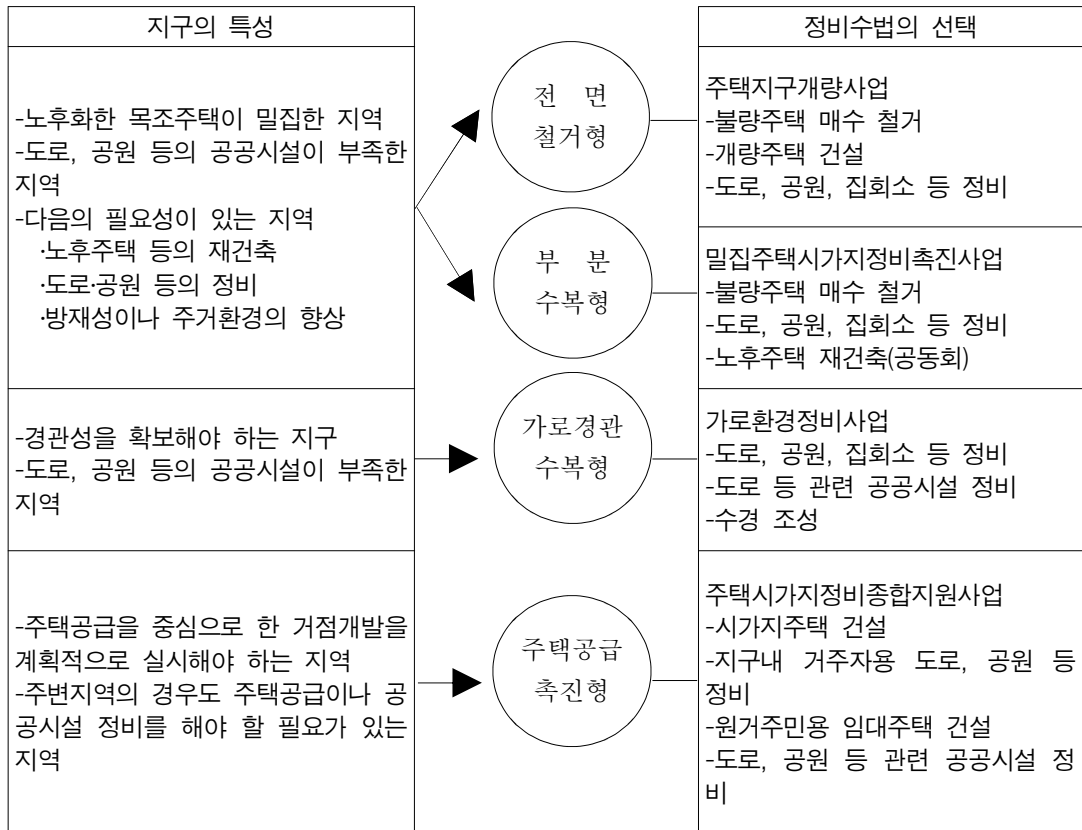 지구의 특성
-노후화한 목조주택이 밀집한 지역
-도로, 공원 등의 공공시설이 부족한
지역
-다음의 필요성이 있는 지역
·노후주택 등의 재건축
·도로·공원 등의 정비
·방재성이나 주거환경의 향상
-경관성을 확보해야 하는 지구
-도로, 공원 등의 공공시설이 부족한
지역
-주택공급을 중심으로 한 거점개발을
계획적으로 실시해야 하는 지역
-주변지역의 경우도 주택공급이나 공
공시설 정비를 해야 할 필요가 있는
지역
전 면
철거형
부 분
수복형
가로경관
수복형
주택공급
촉진형
정비수법의 선택
주택지구개량사업
-불량주택 매수 철거
-개량주택 건설
-도로, 공원, 집회소 등 정비
밀집주택시가지정비촉진사업
-불량주택 매수 철거
-도로, 공원, 집회소 등 정비
-노후주택 재건축(공동회)
가로환경정비사업
-도로, 공원, 집회소 등 정비
-도로 등 관련 공공시설 정비
-수경 조성
주택시가지정비종합지원사업
-시가지주택 건설
-지구내 거주자용 도로, 공원 등
정비
-원거주민용 임대주택 건설
-도로, 공원 등 관련 공공시설 정
비